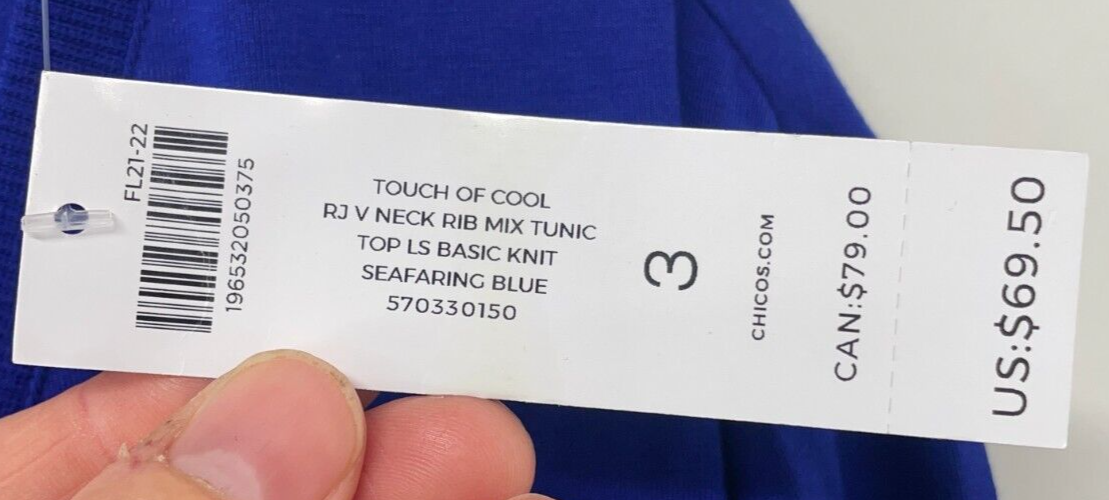 FL21-22
196532050375
TOUCH OF COOL
RJ V NECK RIB MIX TUNIC
TOP LS BASIC KNIT
SEAFARING BLUE
570330150
3
CHICOS.COM
CAN:$79.00
US:$69.50